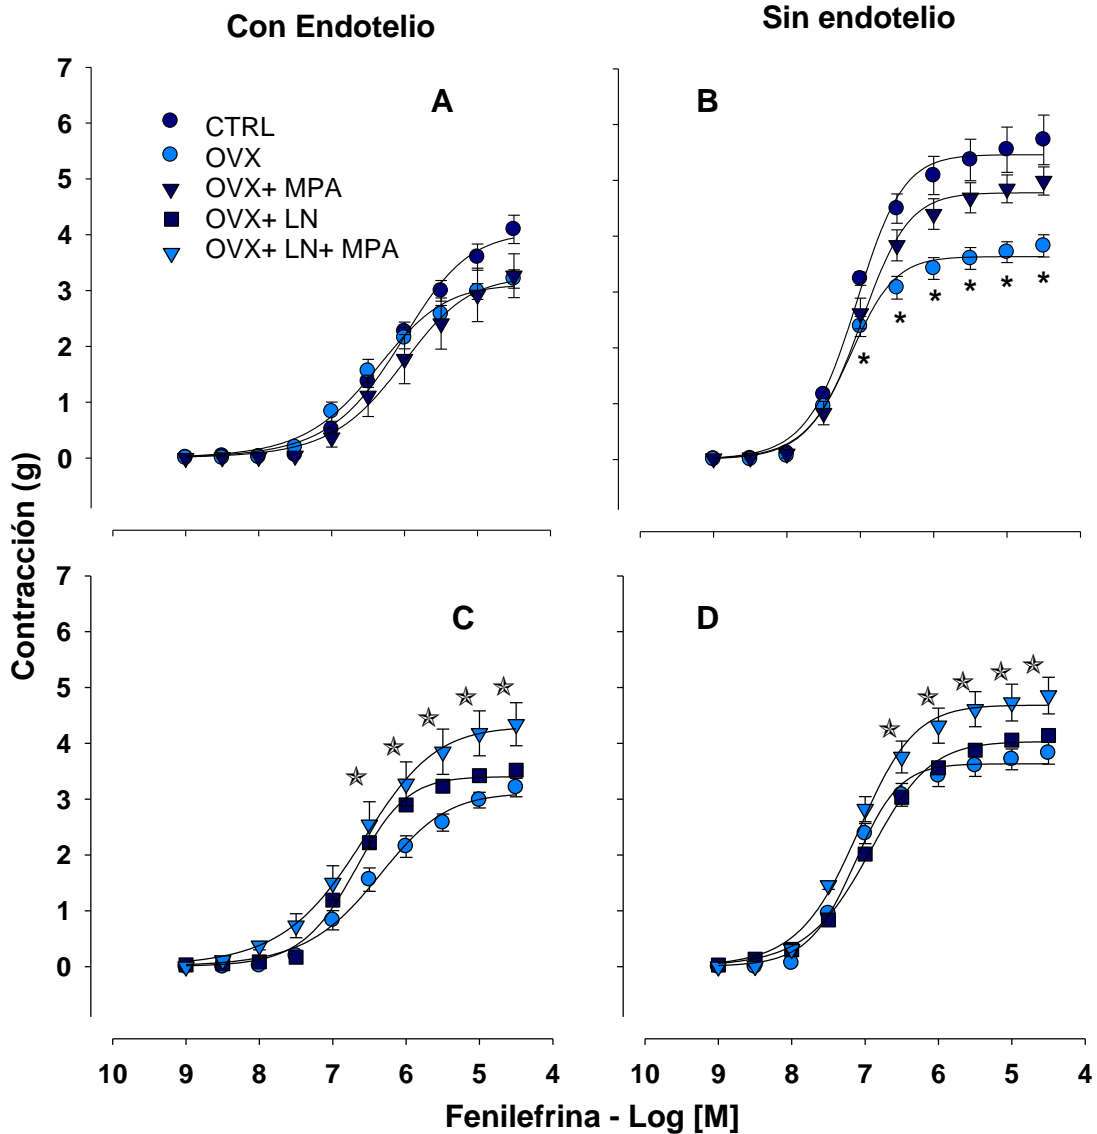 Con Endotelio
Sin endotelio
7
6
5
4
3
2
1
0
A
CTRL
OVX
OVX+ MPA
OVX+ LN
OVX+ LN+ MPA
B
* * * * * *
Contracción (g)
7
6
5
4
3
2
1
0
C
D
10 9 8 7 6 5 4
10 9 8 7 6 5 4
Fenilefrina - Log [M]